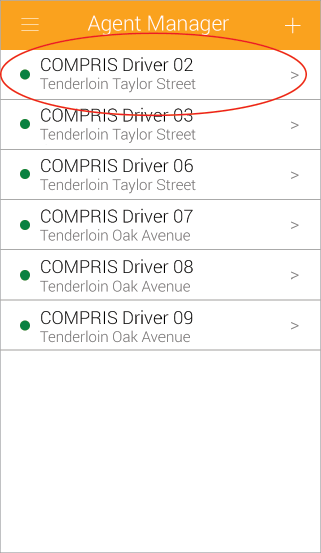 Agent Manager
COMPRIS Driver 02
Tenderloin Taylor Street
COMPRIS Driver 03
Tenderloin Taylor Street
COMPRIS Driver 06
Tenderloin Taylor Street
COMPRIS Driver 07
Tenderloin Oak Avenue
COMPRIS Driver 08
Tenderloin Oak Avenue
COMPRIS Driver 09
Tenderloin Oak Avenue